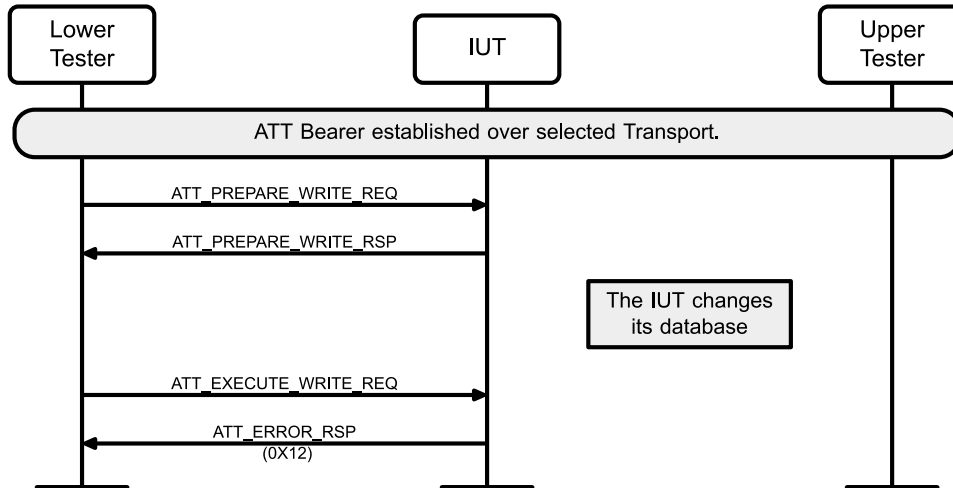 Lower
Tester
IUT
Upper
Tester
ATT Bearer established over selected Transport.
ATT_PREPARE_WRITE_REQ
ATT_PREPARE_WRITE_RSP
The IUT changes
its database
ATT_EXECUTE_WRITE_REQ
ATT_ERROR_RSP
(0X12)